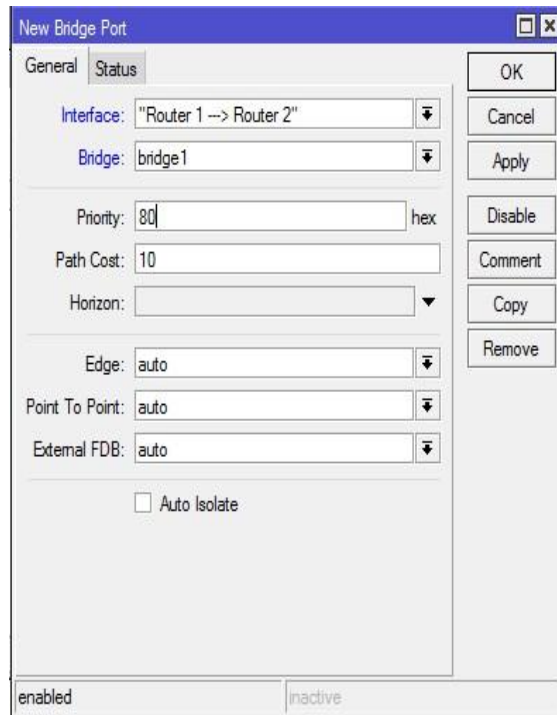 New Bridge Port
General Status
Interface: "Router 1 ---> Router 2"
Bridge: bridge1
Priority: 80 hex
Path Cost: 10
Horizon:
Edge: auto
Point To Point: auto
External FDB: auto
Auto Isolate
OK
Cancel
Apply
Disable
Comment
Copy
Remove
enabled inactive